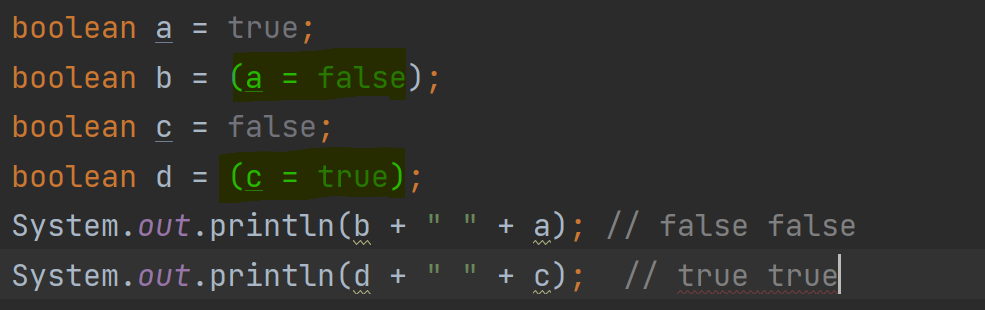 boolean a = true;
boolean b = (a = false);
boolean c = false;
boolean d = (c = true);
System.out.println(b + " " + a); // false false
System.out.println(d + " " + c);  // true true